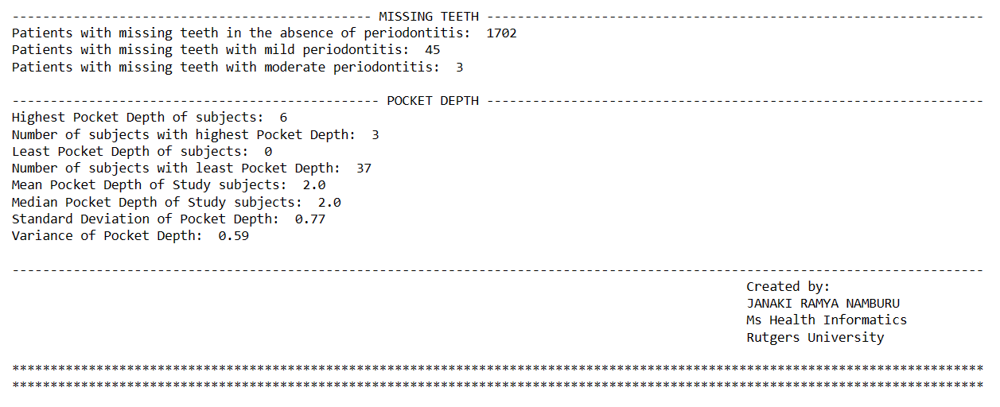 ----------------------------------------------- MISSING TEETH -----------------------------------------------------------------
Patients with missing teeth in the absence of periodontitis:  1702
Patients with missing teeth with mild periodontitis:  45
Patients with missing teeth with moderate periodontitis:  3
------------------------------------------------ POCKET DEPTH -----------------------------------------------------------------
Highest Pocket Depth of subjects:  6
Number of subjects with highest Pocket Depth:  3
Least Pocket Depth of subjects:  0
Number of subjects with least Pocket Depth:  37
Mean Pocket Depth of Study subjects:  2.0
Median Pocket Depth of Study subjects:  2.0
Standard Deviation of Pocket Depth:  0.77
Variance of Pocket Depth:  0.59
-------------------------------------------------------------------------------------------------------------------------------
Created by:
JANAKI RAMYA NAMBURU
Ms Health Informatics
Rutgers University
*******************************************************************************************************************************
*******************************************************************************************************************************